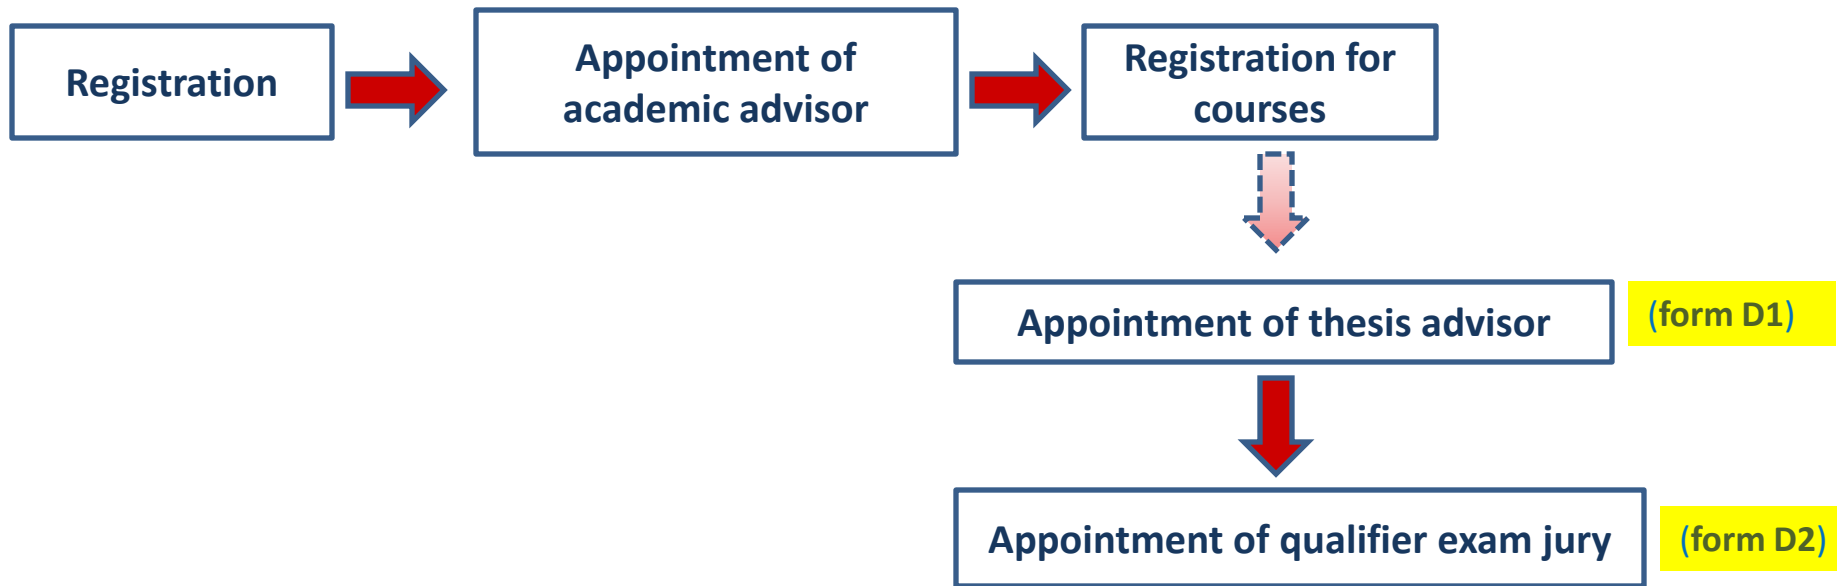 Registration
Appointment of
academic advisor
Registration for
courses
Appointment of thesis advisor
(form D1)
Appointment of qualifier exam jury
(form D2)